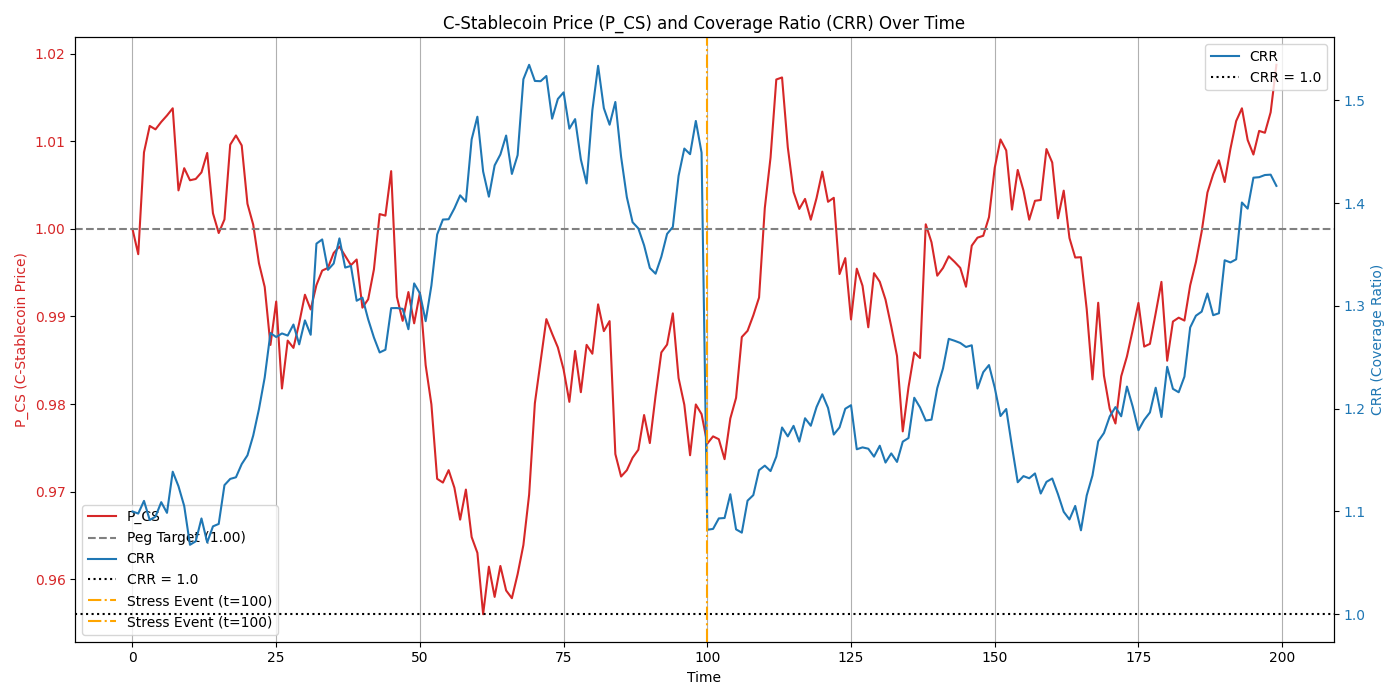 C-Stablecoin Price (P_CS) and Coverage Ratio (CRR) Over Time
1.02
1.01
1.00
0.99
0.98
0.97
0.96
P_CS (C-Stablecoin Price)
CRR
CRR = 1.0
1.5
1.4
1.3
1.2
1.1
1.0
CRR (Coverage Ratio)
P_CS
Peg Target (1.00)
CRR
CRR = 1.0
Stress Event (t=100)
Stress Event (t=100)
0 25 50 75 100 125 150 175 200
Time